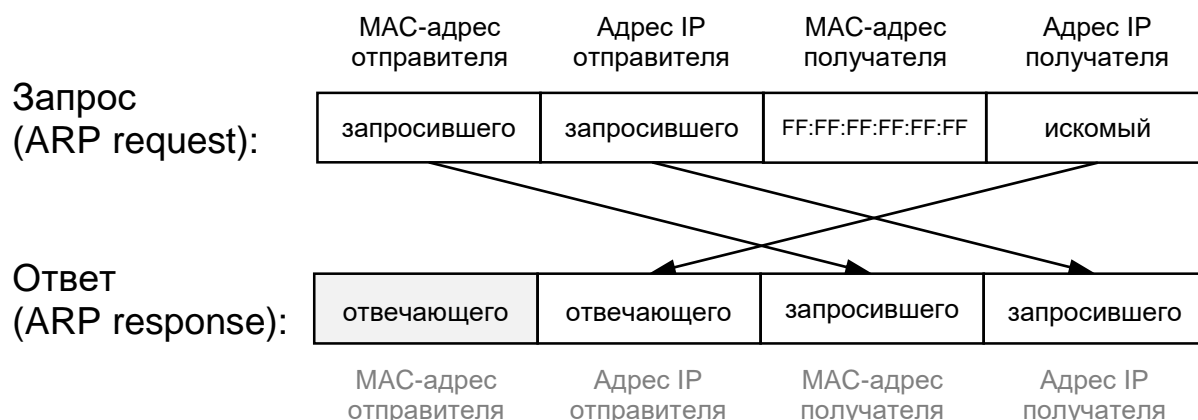 MAC-адрес отправителя
Адрес IP отправителя
MAC-адрес получателя
Адрес IP получателя
Запрос
(ARP request):
запросившего
запросившего
FF:FF:FF:FF:FF:FF
искомый
Ответ
(ARP response):
отвечающего
отвечающего
запросившего
запросившего
MAC-адрес отправителя
Адрес IP отправителя
MAC-адрес получателя
Адрес IP получателя